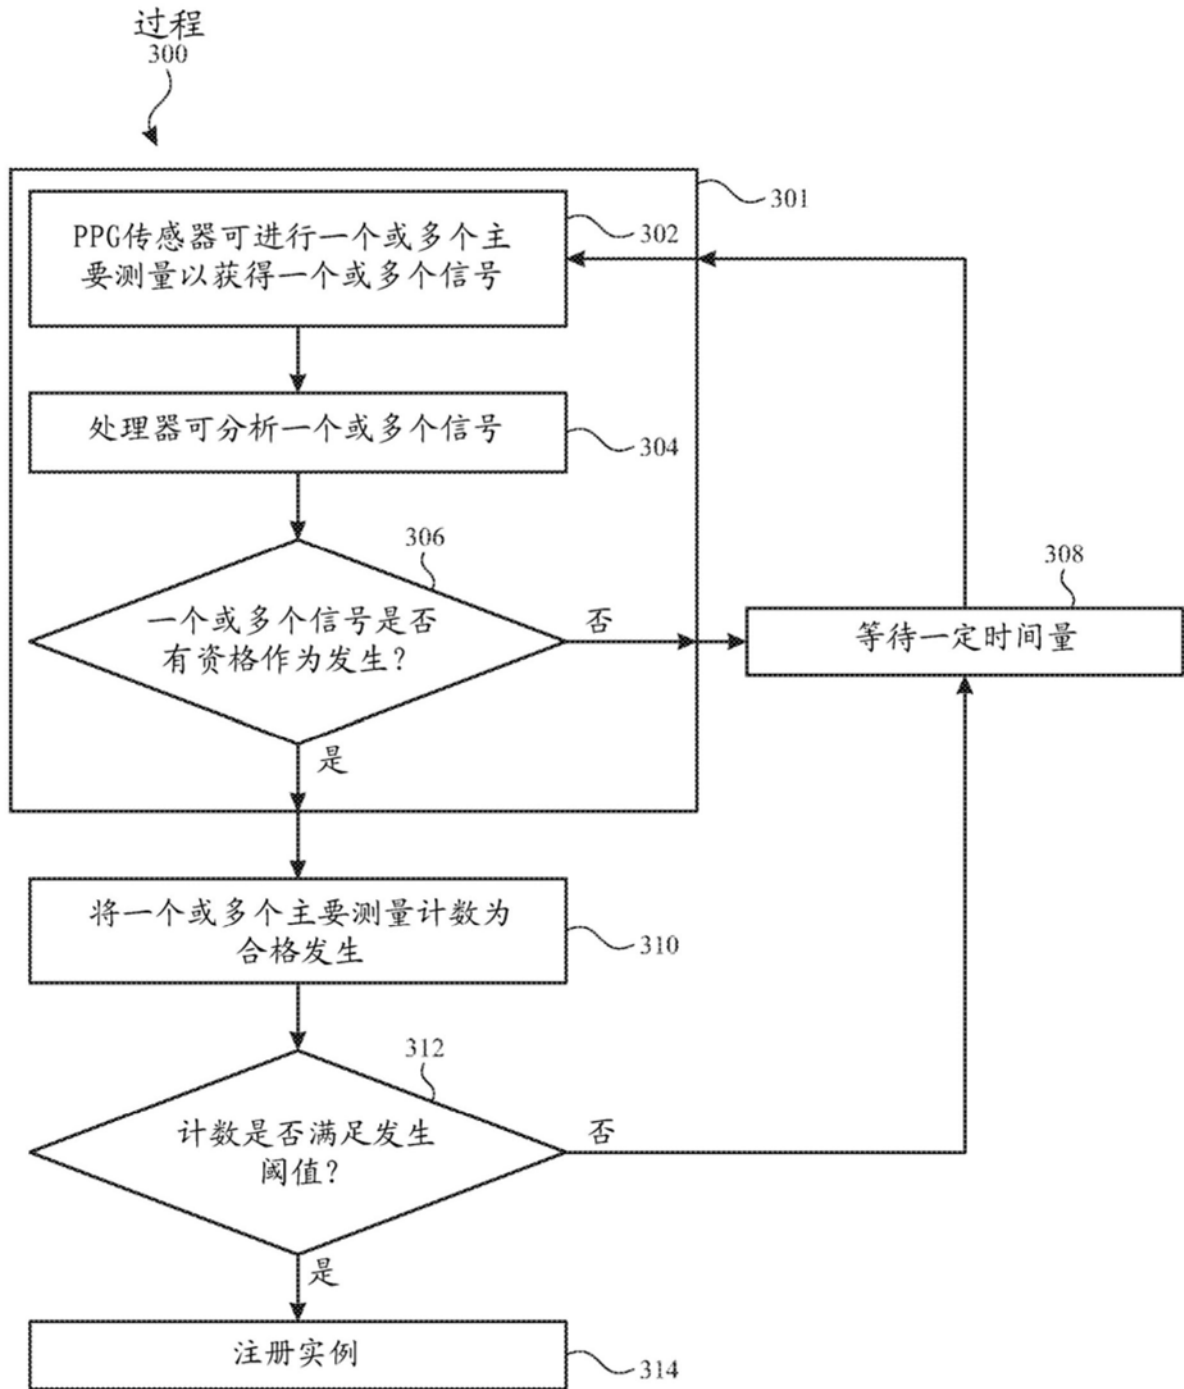 过程
300
301
PPG传感器可进行一个或多个主
要测量以获得一个或多个信号
302
处理器可分析一个或多个信号
304
306
一个或多个信号是否
有资格作为发生?
否
308
等待一定时间量
是
将一个或多个主要测量计数为
合格发生
310
312
计数是否满足发生
阈值?
否
是
注册实例
314